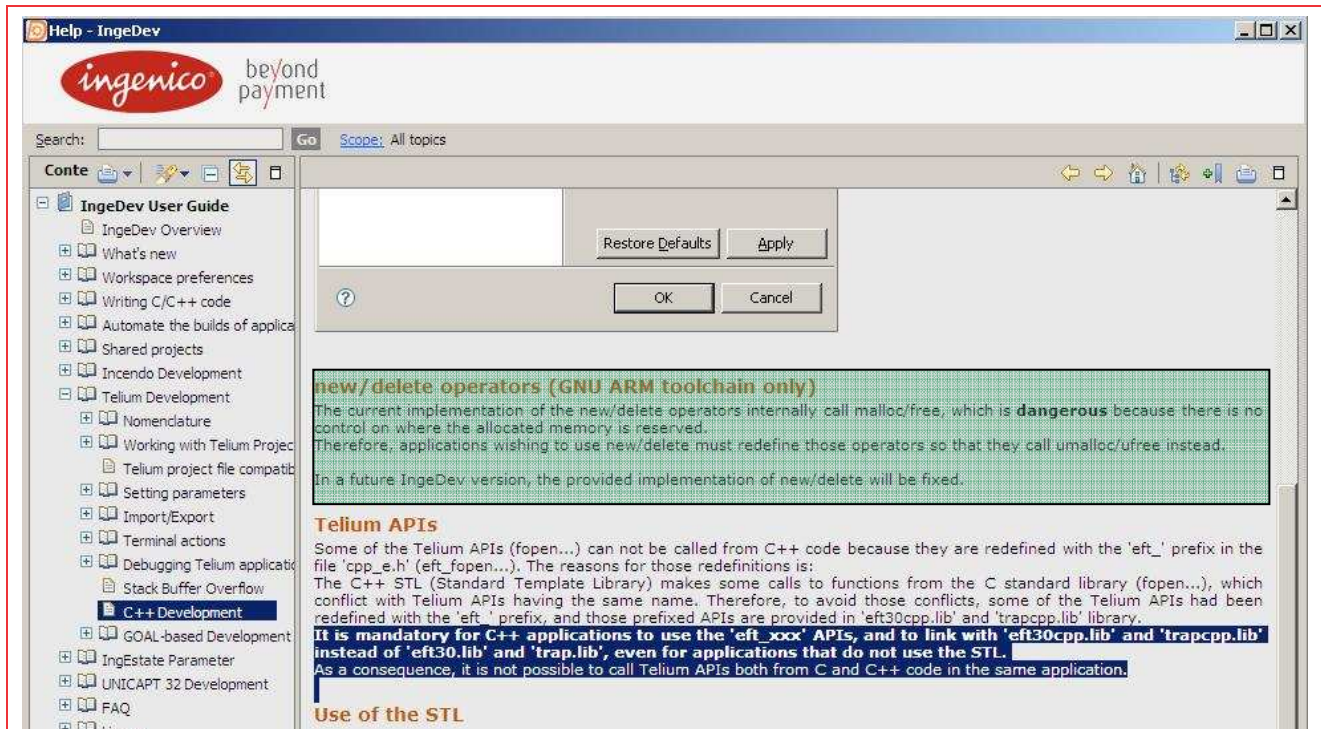 Help - IngeDev
ingenico
beyond
payment
Search:
Go
Scope: All topics
Conte
IngeDev User Guide
IngeDev Overview
What's new
Workspace preferences
Writing C/C++ code
Automate the builds of applica
Shared projects
Incendo Development
Telium Development
Nomenclature
Working with Telium Projec
Telium project file compatib
Setting parameters
Import/Export
Terminal actions
Debugging Telium applicatio
Stack Buffer Overflow
C++ Development
GOAL-based Development
IngEstate Parameter
UNICAPT 32 Development
FAQ
Restore Defaults
Apply
OK
Cancel
new/delete operators (GNU ARM toolchain only)
The current implementation of the new/delete operators internally call malloc/free, which is dangerous because there is no
control on where the allocated memory is reserved.
Therefore, applications wishing to use new/delete must redefine those operators so that they call umalloc/ufree instead.
In a future IngeDev version, the provided implementation of new/delete will be fixed.
Telium APIs
Some of the Telium APIs (fopen...) can not be called from C++ code because they are redefined with the 'eft_' prefix in the
file 'cpp_e.h' (eft_fopen...). The reasons for those redefinitions is:
The C++ STL (Standard Template Library) makes some calls to functions from the C standard library (fopen...), which
conflict with Telium APIs having the same name. Therefore, to avoid those conflicts, some of the Telium APIs had been
redefined with the 'eft_' prefix, and those prefixed APIs are provided in 'eft30cpp.lib' and 'trapcpp.lib' library.
It is mandatory for C++ applications to use the 'eft_xxx' APIs, and to link with 'eft30cpp.lib' and 'trapcpp.lib'
instead of 'eft30.lib' and 'trap.lib', even for applications that do not use the STL.
As a consequence, it is not possible to call Telium APIs both from C and C++ code in the same application.
Use of the STL